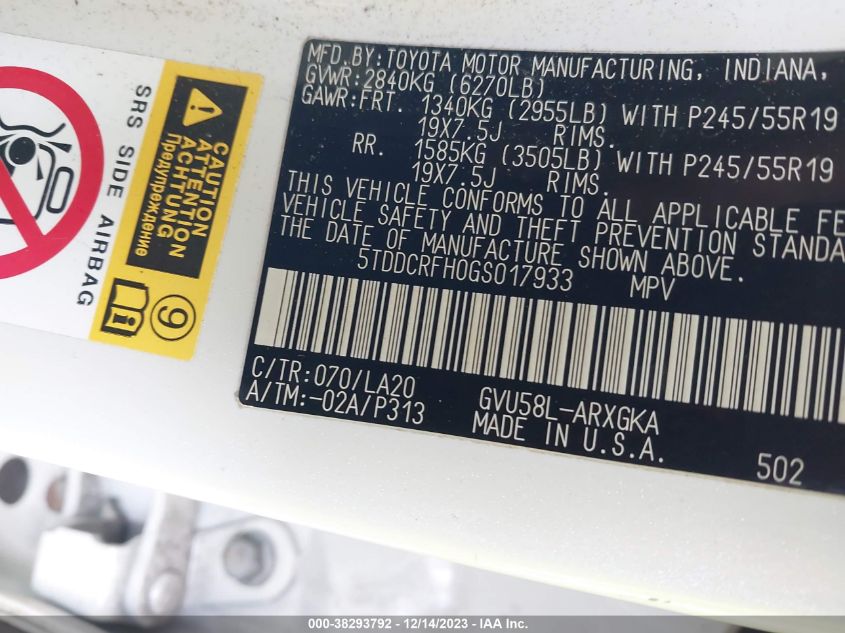 SRS SIDE AIRBAG
CAUTION
ATTENTION
ACHTUNG
Предупреждение
9
MFD.BY:TOYOTA MOTOR MANUFACTURING, INDIANA,
GVWR:2840KG (6270LB)
GAWR:FRT. 1340KG (2955LB) WITH P245/55R19
19X7.5J RIMS.
RR. 1585KG (3505LB) WITH P245/55R19
19X7.5J RIMS.
THIS VEHICLE CONFORMS TO ALL APPLICABLE FE
VEHICLE SAFETY AND THEFT PREVENTION STANDA
THE DATE OF MANUFACTURE SHOWN ABOVE.
5TDDCRFH0GS017933 MPV
C/TR:070/LA20
A/TM:-02A/P313
GVU58L-ARXGKA
MADE IN U.S.A.
502
000-38293792 - 12/14/2023 - IAA Inc.